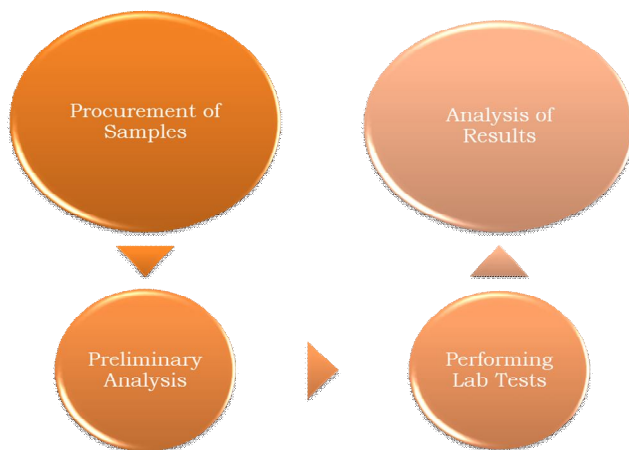 Procurement of
Samples
Preliminary
Analysis
Performing
Lab Tests
Analysis of
Results